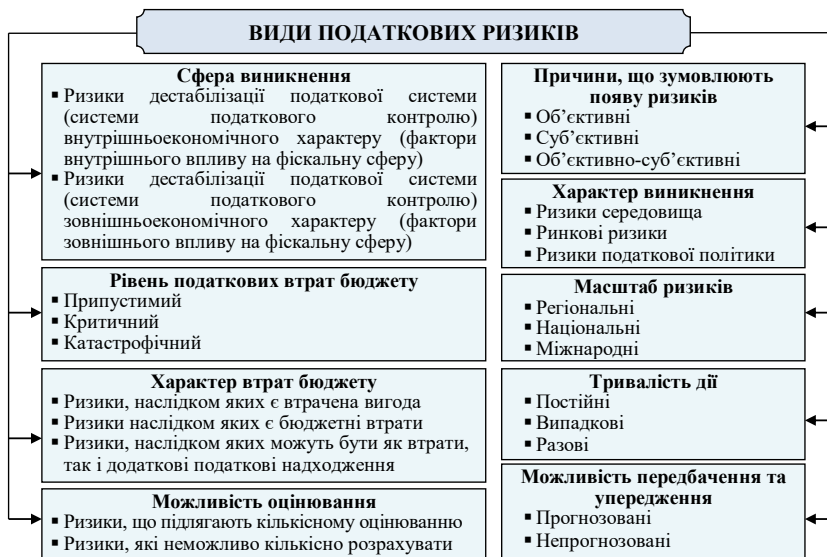 ВИДИ ПОДАТКОВИХ РИЗИКІВ
Сфера виникнення
▪ Ризики дестабілізації податкової системи
(системи податкового контролю)
внутрішньоекономічного характеру (фактори
внутрішнього впливу на фіскальну сферу)
▪ Ризики дестабілізації податкової системи
(системи податкового контролю)
зовнішньоекономічного характеру (фактори
зовнішнього впливу на фіскальну сферу)
Рівень податкових втрат бюджету
▪ Припустимий
▪ Критичний
▪ Катастрофічний
Характер втрат бюджету
▪ Ризики, наслідком яких є втрачена вигода
▪ Ризики наслідком яких є бюджетні втрати
▪ Ризики, наслідком яких можуть бути як втрати,
так і додаткові податкові надходження
Можливість оцінювання
▪ Ризики, що підлягають кількісному оцінюванню
▪ Ризики, які неможливо кількісно розрахувати
Причини, що зумовлюють
появу ризиків
▪ Об’єктивні
▪ Суб’єктивні
▪ Об’єктивно-суб’єктивні
Характер виникнення
▪ Ризики середовища
▪ Ринкові ризики
▪ Ризики податкової політики
Масштаб ризиків
▪ Регіональні
▪ Національні
▪ Міжнародні
Тривалість дії
▪ Постійні
▪ Випадкові
▪ Разові
Можливість передбачення та
упередження
▪ Прогнозовані
▪ Непрогнозовані